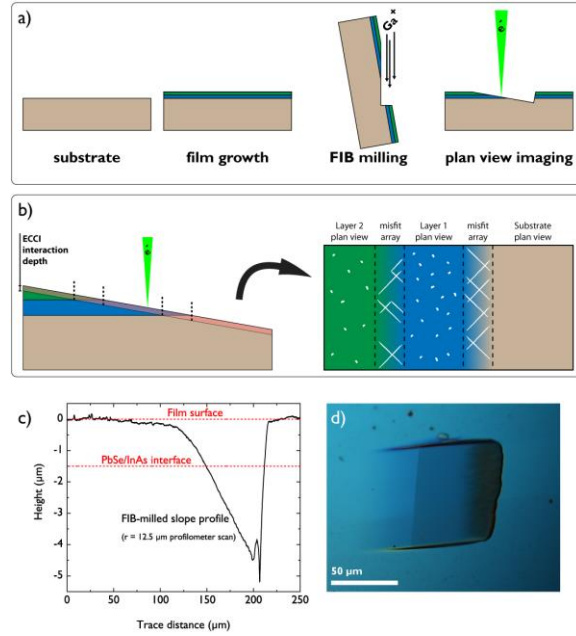 a)
Ga+
e-
substrate
film growth
FIB milling
plan view imaging
b)
ECCI
interaction
depth
e-
Layer 2
plan view
misfit
array
Layer 1
plan view
misfit
array
Substrate
plan view
c)
Film surface
PbSe/InAs interface
FIB-milled slope profile
(r = 12.5 µm profilometer scan)
Height (µm)
0
-1
-2
-3
-4
-5
0
50
100
150
200
250
Trace distance (µm)
d)
50 µm